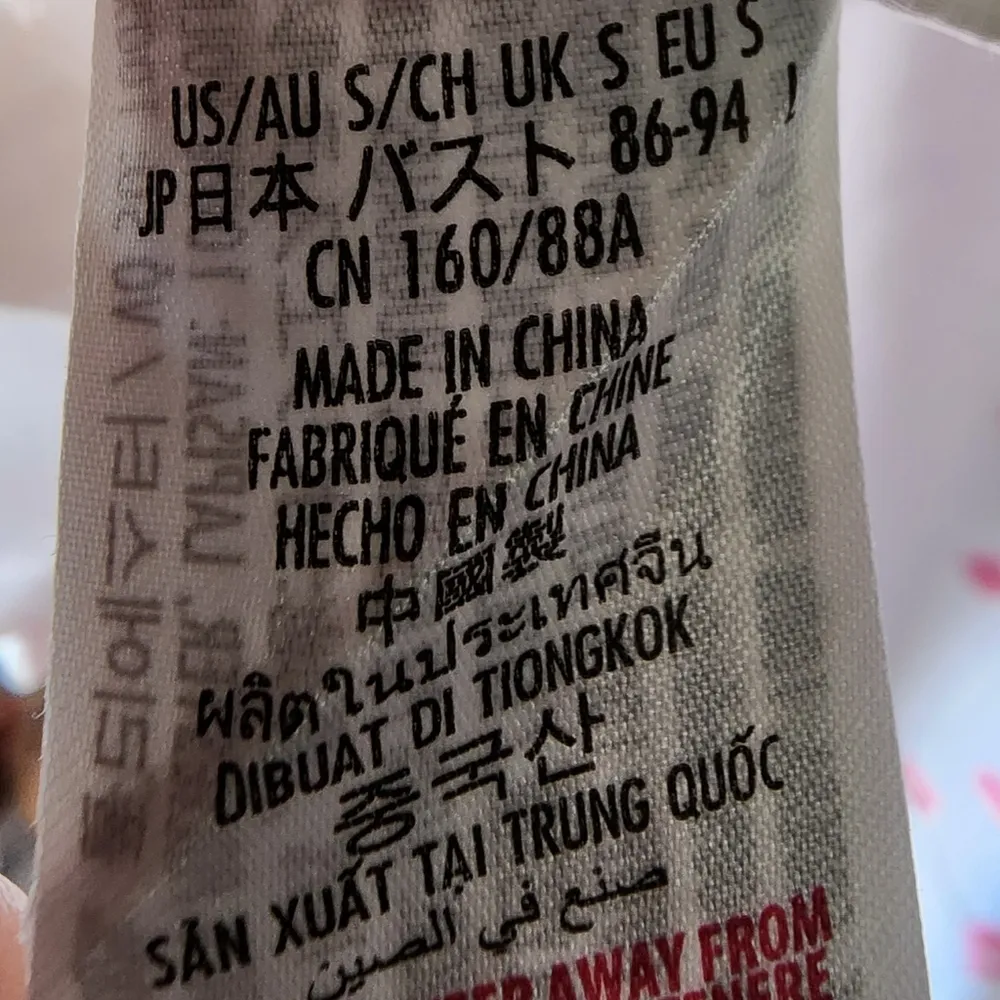 US/AU S/CH UK S EU S
JP日本 バスト 86-94
CN 160/88A
MADE IN CHINA
FABRIQUÉ EN CHINE
HECHO EN CHINA
中國製
ผลิตในประเทศจีน
DIBUAT DI TIONGKOK
중국산
SẢN XUẤT TẠI TRUNG QUỐC
صنع في الصين
AWAY FROM